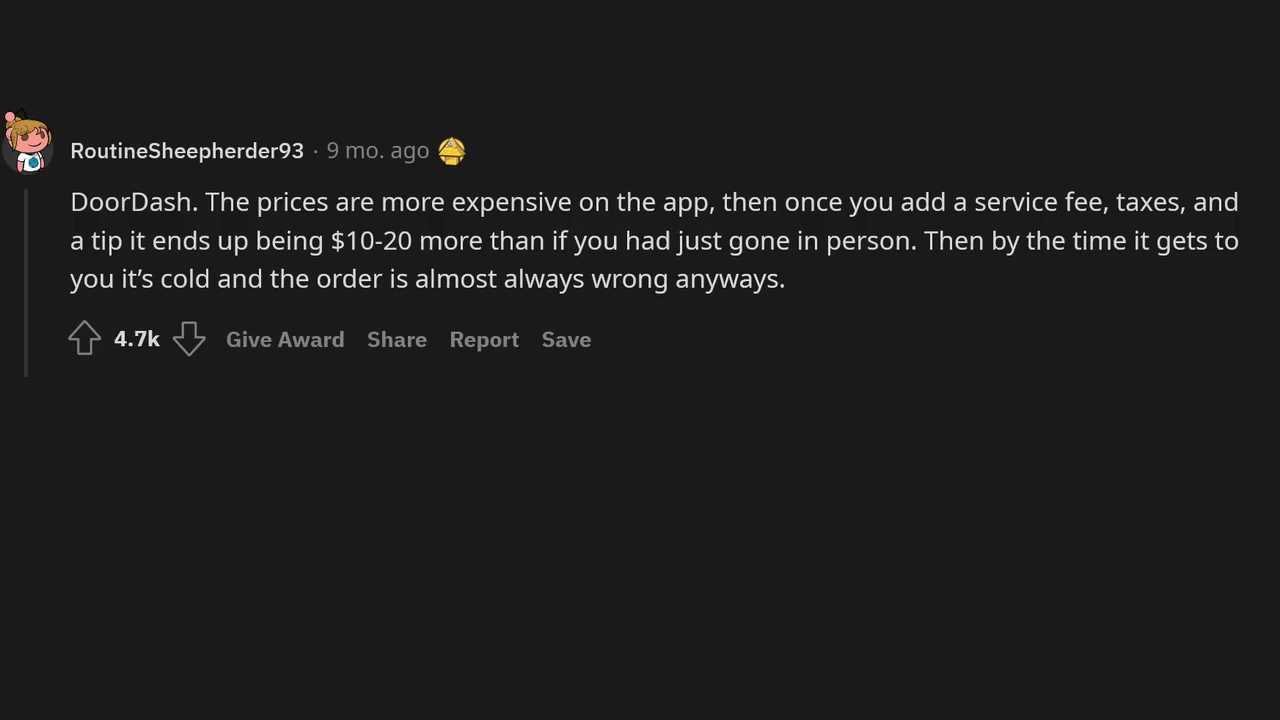 RoutineSheepherder93 · 9 mo. ago
DoorDash. The prices are more expensive on the app, then once you add a service fee, taxes, and
a tip it ends up being $10-20 more than if you had just gone in person. Then by the time it gets to
you it’s cold and the order is almost always wrong anyways.
4.7k Give Award Share Report Save